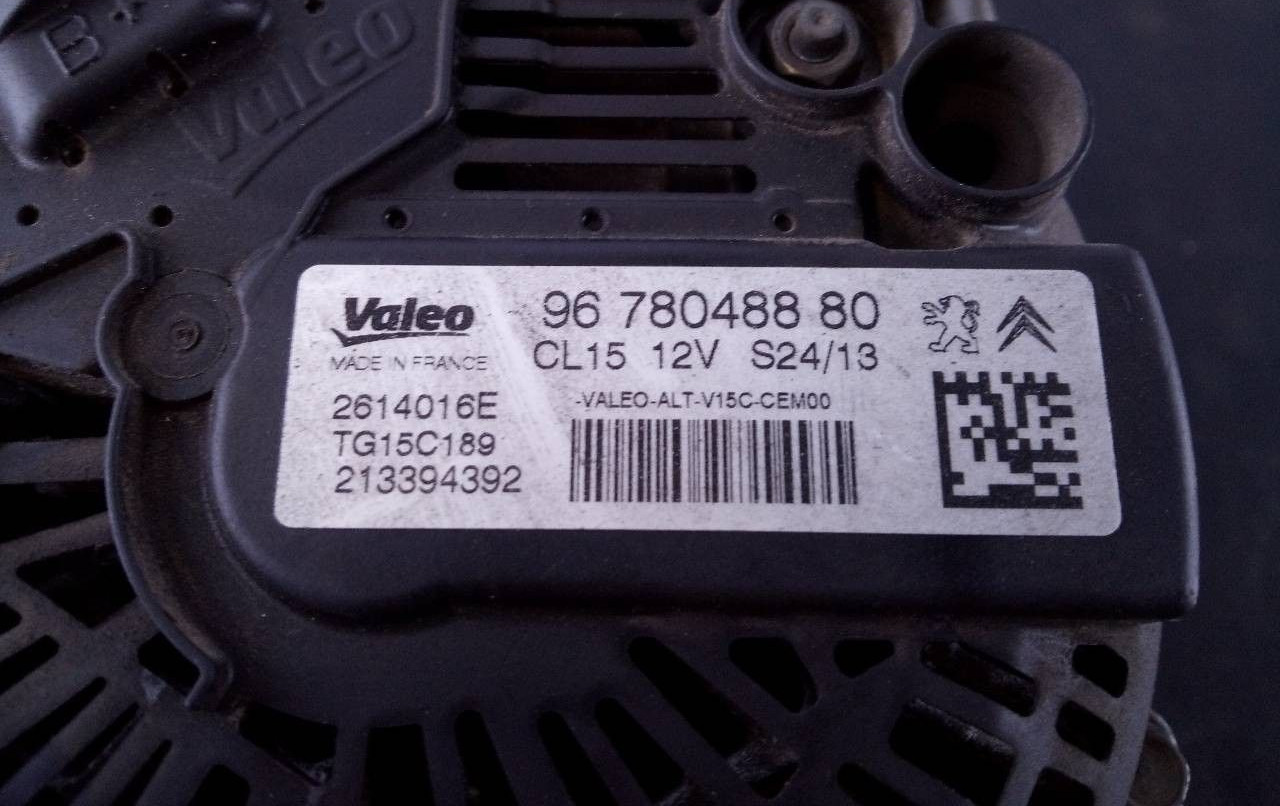 B+
Valeo
Valeo
96 780488 80
MADE IN FRANCE
CL15 12V S24/13
2614016E
-VALEO-ALT-V15C-CEM00
TG15C189
213394392